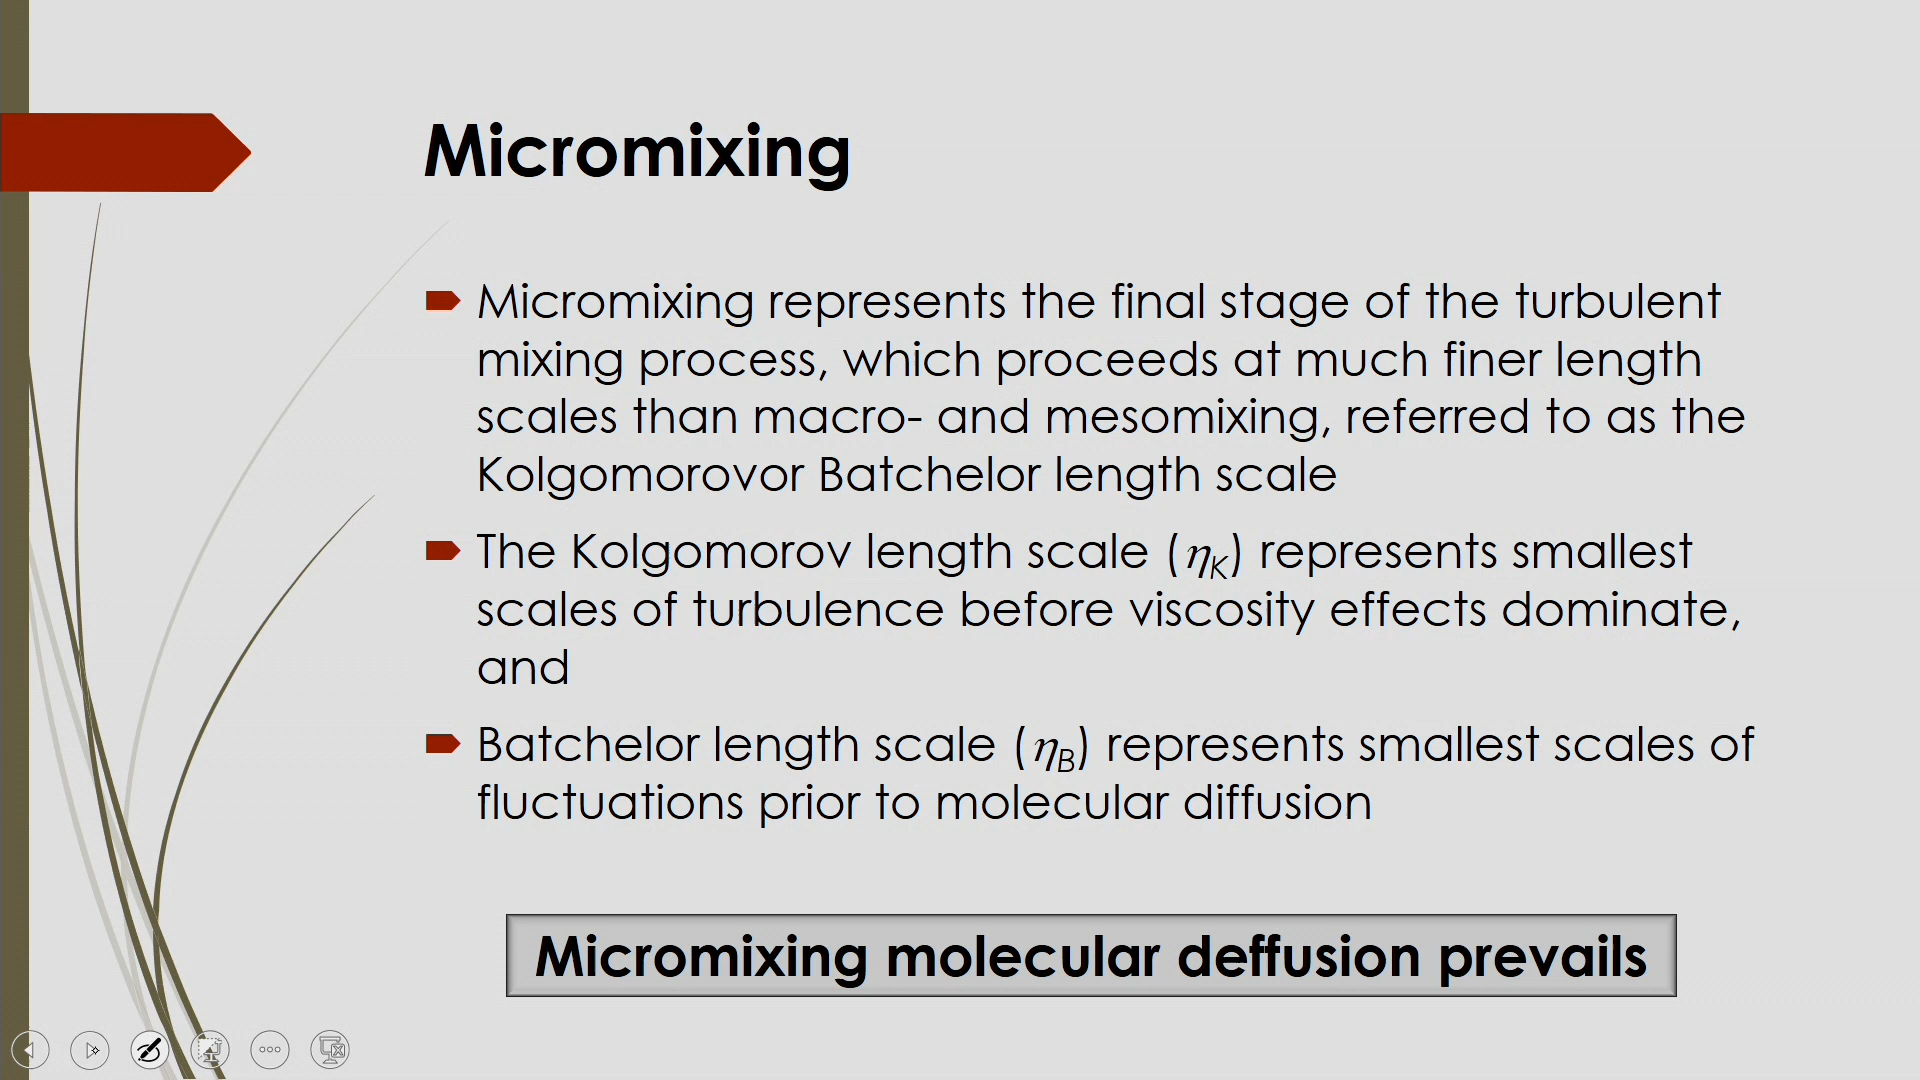 Micromixing
Micromixing represents the final stage of the turbulent
mixing process, which proceeds at much finer length
scales than macro- and mesomixing, referred to as the
Kolgomorovor Batchelor length scale
The Kolgomorov length scale (ηK) represents smallest
scales of turbulence before viscosity effects dominate,
and
Batchelor length scale (ηB) represents smallest scales of
fluctuations prior to molecular diffusion
Micromixing molecular deffusion prevails